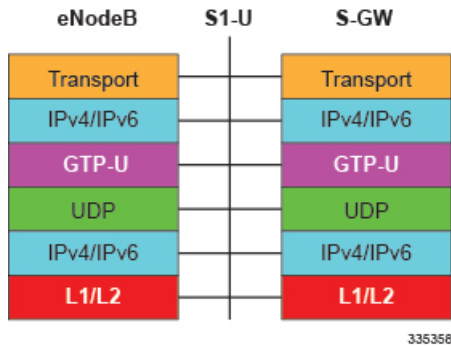 eNodeB S1-U S-GW
Transport Transport
IPv4/IPv6 IPv4/IPv6
GTP-U GTP-U
UDP UDP
IPv4/IPv6 IPv4/IPv6
L1/L2 L1/L2
335358